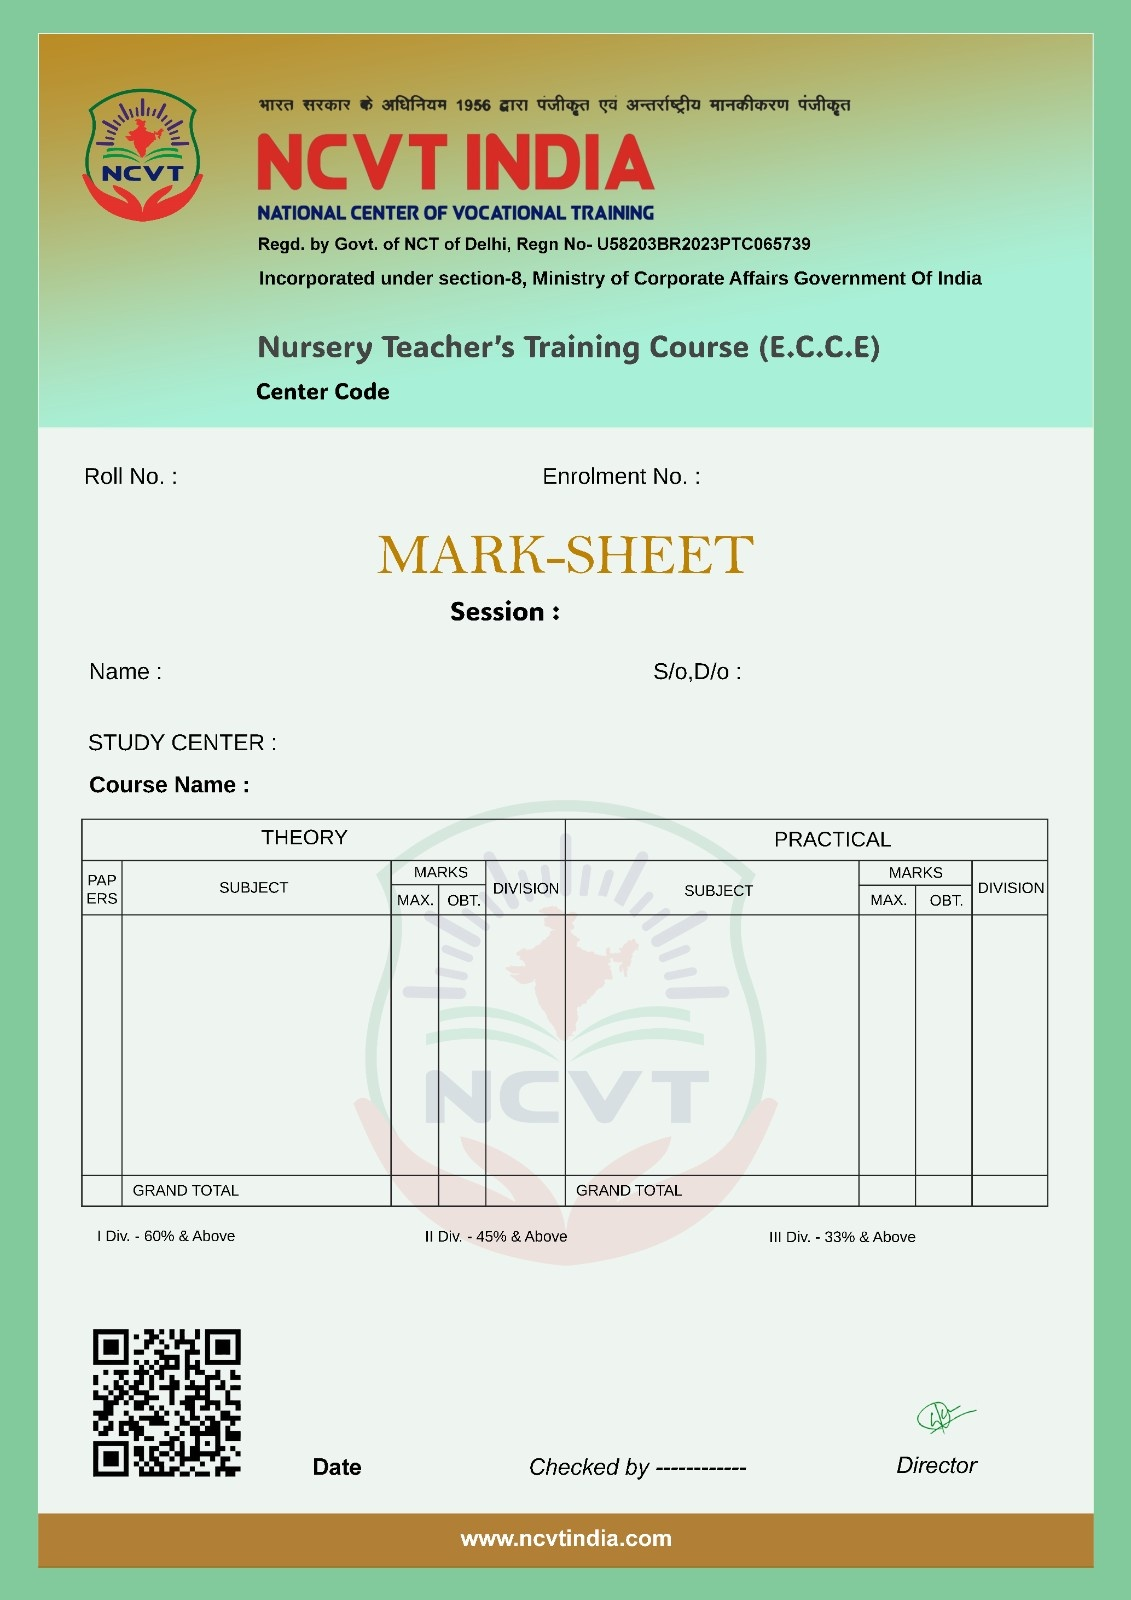 भारत सरकार के अधिनियम 1956 द्वारा पंजीकृत एवं अन्तर्राष्ट्रीय मानकीकरण पंजीकृत
NCVT
NCVT INDIA
NATIONAL CENTER OF VOCATIONAL TRAINING
Regd. by Govt. of NCT of Delhi, Regn No- U58203BR2023PTC065739
Incorporated under section-8, Ministry of Corporate Affairs Government Of India
Nursery Teacher's Training Course (E.C.C.E)
Center Code
Roll No. : Enrolment No. :
MARK-SHEET
Session :
Name : S/o,D/o :
STUDY CENTER :
Course Name :
THEORY PRACTICAL
PAP
ERS SUBJECT MARKS DIVISION SUBJECT MARKS DIVISION
MAX. OBT. MAX. OBT.
NCVT
GRAND TOTAL GRAND TOTAL
I Div. - 60% & Above II Div. - 45% & Above III Div. - 33% & Above
Date Checked by ------------ Director
www.ncvtindia.com